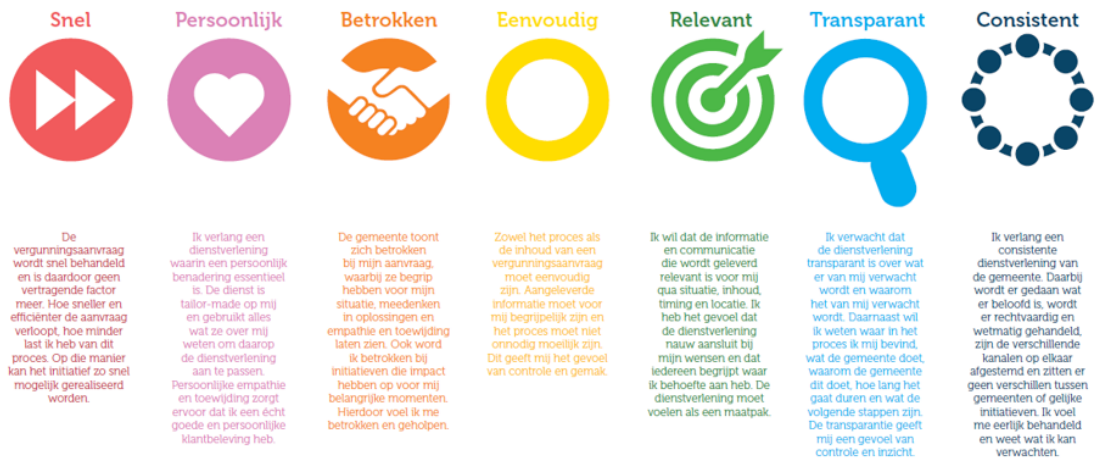 Snel
Persoonlijk
Betrokken
Eenvoudig
Relevant
Transparant
Consistent
De
vergunningsaanvraag
wordt snel behandeld
en is daardoor geen
vertragende factor
meer. Hoe sneller en
efficiënter de aanvraag
verloopt, hoe minder
last ik heb van dit
proces. Op die manier
kan het initiatief zo snel
mogelijk gerealiseerd
worden.
Ik verlang een
dienstverlening
waarin een persoonlijk
benadering essentieel
is. De dienst is
tailor-made op mij
en gebruikt alles
wat ze over mij
weten om daarop
de dienstverlening
aan te passen.
Persoonlijke empathie
en toewijding zorgt
ervoor dat ik een écht
goede en persoonlijke
klantbeleving heb.
De gemeente toont
zich betrokken
bij mijn aanvraag,
waarbij ze begrip
hebben voor mijn
situatie, meedenken
in oplossingen en
empathie en toewijding
laten zien. Ook word
ik betrokken bij
initiatieven die impact
hebben op voor mij
belangrijke momenten.
Hierdoor voel ik me
betrokken en geholpen.
Zowel het proces als
de inhoud van een
vergunningsaanvraag
moet eenvoudig
zijn. Aangeleverde
informatie moet voor
mij begrijpelijk zijn en
het proces moet niet
onnodig moeilijk zijn.
Dit geeft mij het gevoel
van controle en gemak.
Ik wil dat de informatie
en communicatie
die wordt geleverd
relevant is voor mij
qua situatie, inhoud,
timing en locatie. Ik
heb het gevoel dat
de dienstverlening
nauw aansluit bij
mijn wensen en dat
iedereen begrijpt waar
ik behoefte aan heb. De
dienstverlening moet
voelen als een maatpak.
Ik verwacht dat
de dienstverlening
transparant is over wat
er van mij verwacht
wordt en waarom
het van mij verwacht
wordt. Daarnaast wil
ik weten waar in het
proces ik mij bevind,
wat de gemeente doet,
waarom de gemeente
dit doet, hoe lang het
gaat duren en wat de
volgende stappen zijn.
De transparantie geeft
mij een gevoel van
controle en inzicht.
Ik verlang een
consistente
dienstverlening van
de gemeente. Daarbij
wordt er gedaan wat
er beloofd is, wordt
er rechtvaardig en
wetmatig gehandeld,
zijn de verschillende
kanalen op elkaar
afgestemd en zitten er
geen verschillen tussen
gemeenten of gelijke
initiatieven. Ik voel
me eerlijk behandeld
en weet wat ik kan
verwachten.